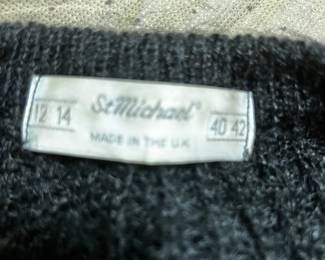 St Michael®
12 14
40 42
MADE IN THE U.K